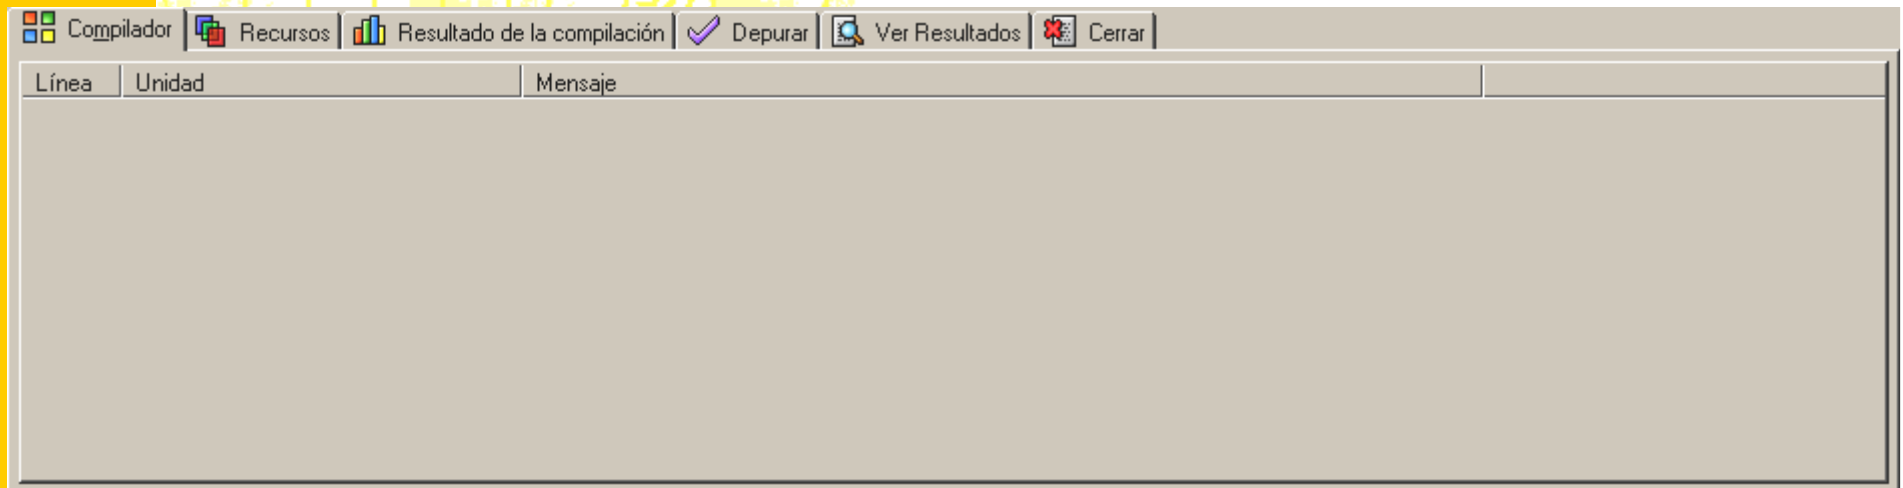 Compilador Recursos Resultado de la compilación Depurar Ver Resultados Cerrar
Línea Unidad Mensaje